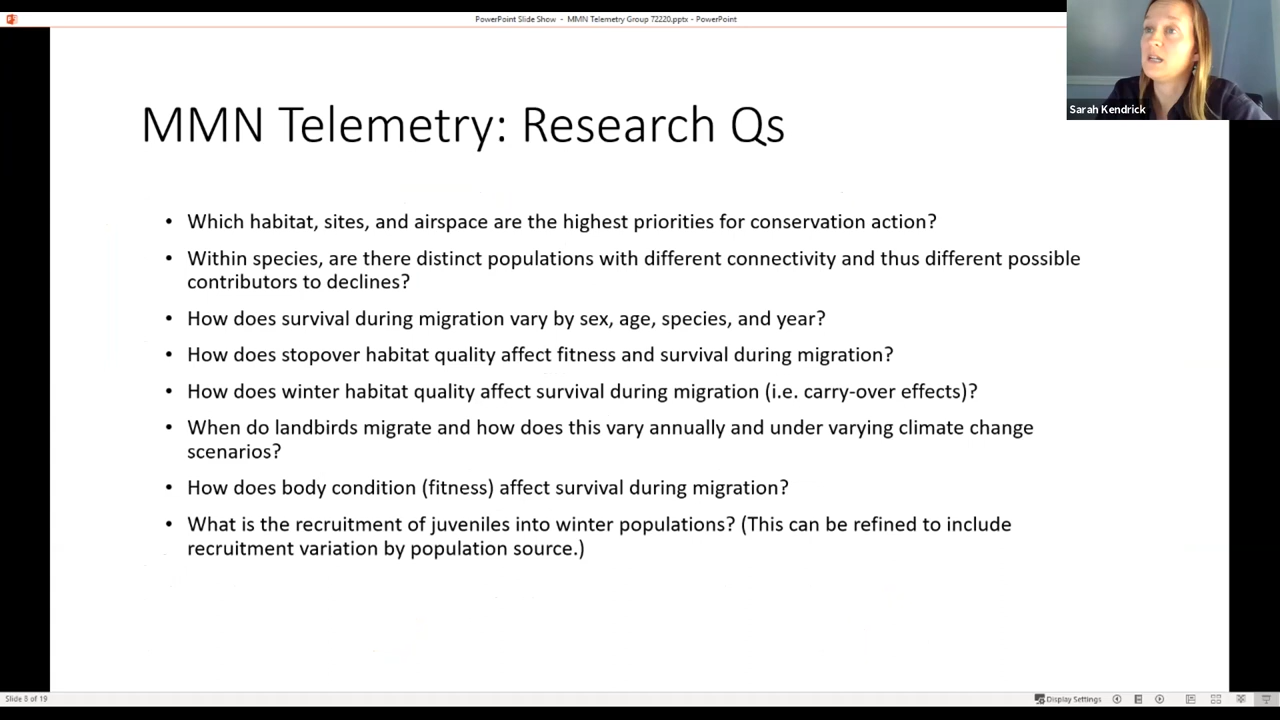 PowerPoint Slide Show - MMN Telemetry Group 72220.pptx - PowerPoint
Sarah Kendrick
MMN Telemetry: Research Qs
• Which habitat, sites, and airspace are the highest priorities for conservation action?
• Within species, are there distinct populations with different connectivity and thus different possible
contributors to declines?
• How does survival during migration vary by sex, age, species, and year?
• How does stopover habitat quality affect fitness and survival during migration?
• How does winter habitat quality affect survival during migration (i.e. carry-over effects)?
• When do landbirds migrate and how does this vary annually and under varying climate change
scenarios?
• How does body condition (fitness) affect survival during migration?
• What is the recruitment of juveniles into winter populations? (This can be refined to include
recruitment variation by population source.)
Slide 8 of 19
Display Settings